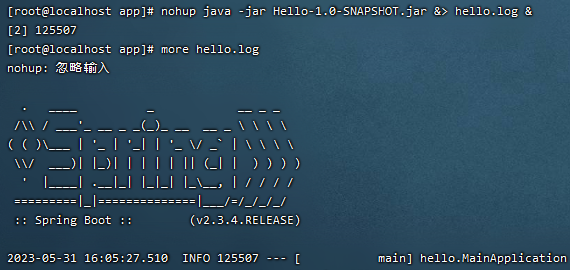 [root@localhost app]# nohup java -jar Hello-1.0-SNAPSHOT.jar &> hello.log &
[2] 125507
[root@localhost app]# more hello.log
nohup: 忽略输入

  .   ____          _            __ _ _
 /\\ / ___'_ __ _ _(_)_ __  __ _ \ \ \ \
( ( )\___ | '_ | '_| | '_ \/ _` | \ \ \ \
 \\/  ___)| |_)| | | | | || (_| |  ) ) ) )
  '  |____| .__|_| |_|_| |_\__, | / / / /
 =========|_|==============|___/=/_/_/_/
 :: Spring Boot ::        (v2.3.4.RELEASE)

2023-05-31 16:05:27.510  INFO 125507 --- [           main] hello.MainApplication